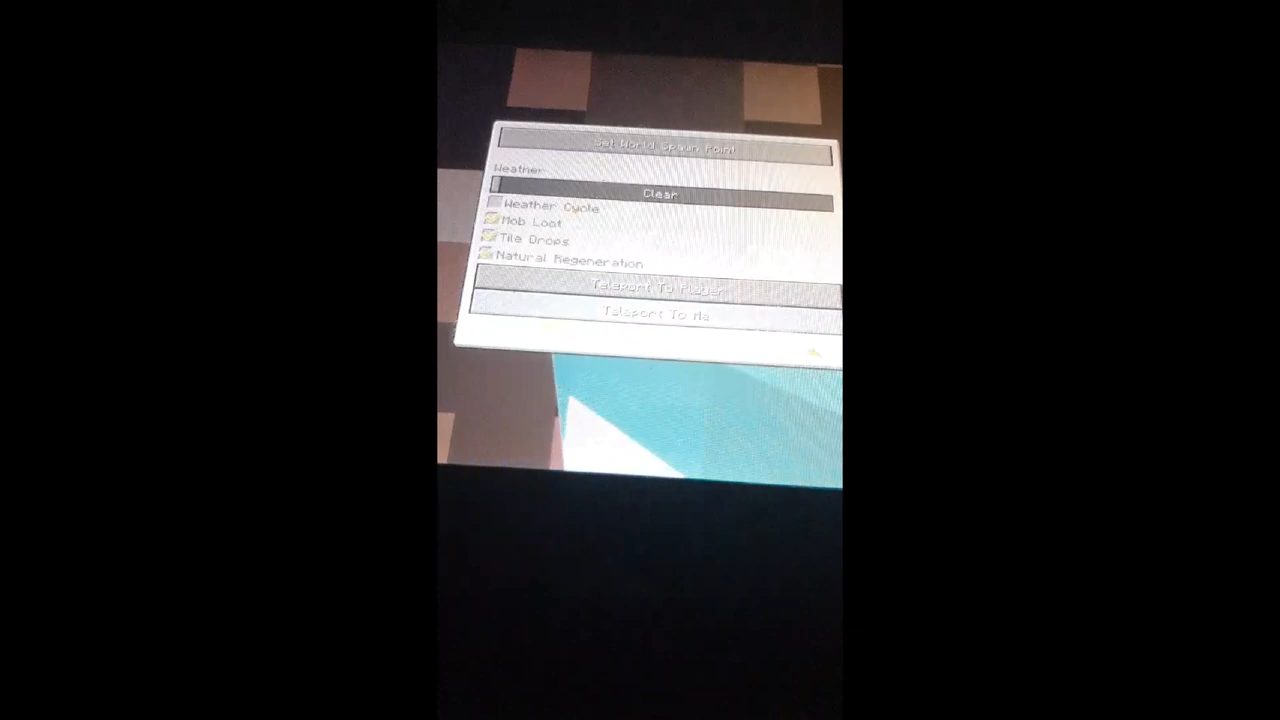 Set World Spawn Point
Weather
Clear
Weather Cycle
Mob Loot
Tile Drops
Natural Regeneration
Teleport To Player
Teleport To Me